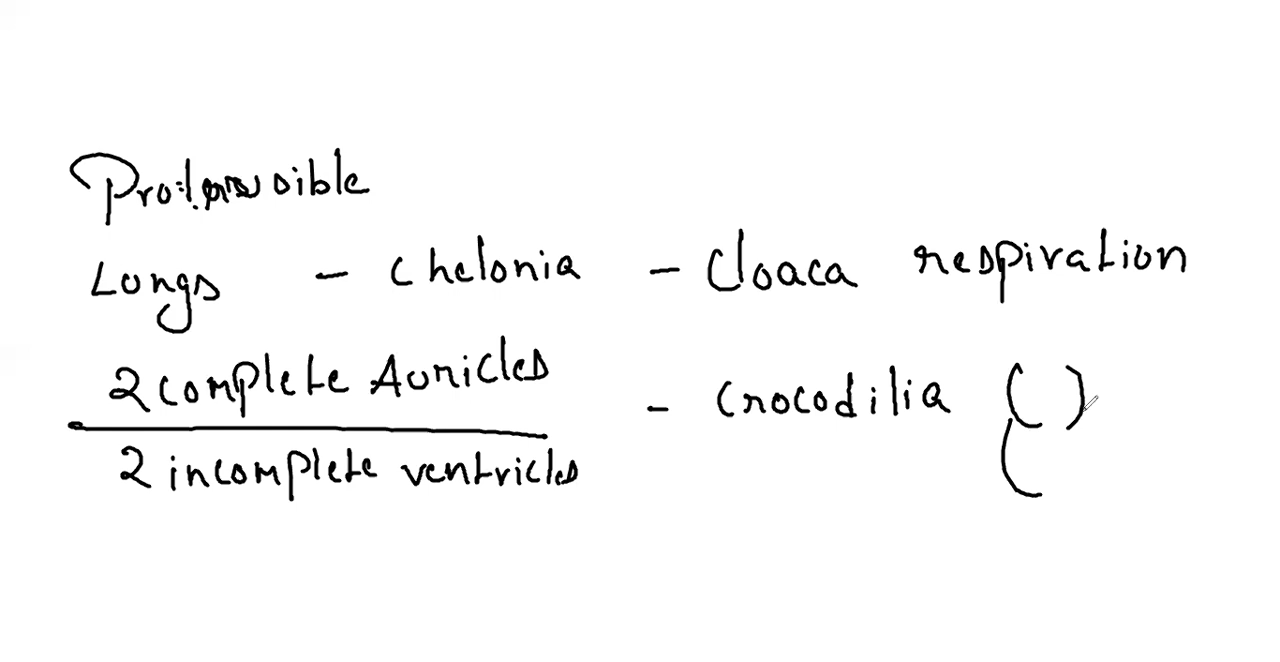 Lungs - Chelonia - Cloaca respiration
2 complete Auricles - Crocodilia ( )
2 incomplete ventricles (